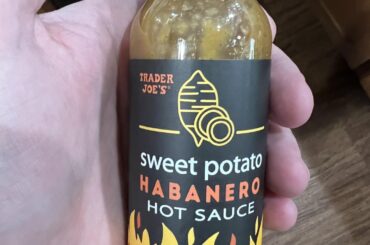 TRADER
JOE'S®
sweet potato
HABANERO
HOT SAUCE